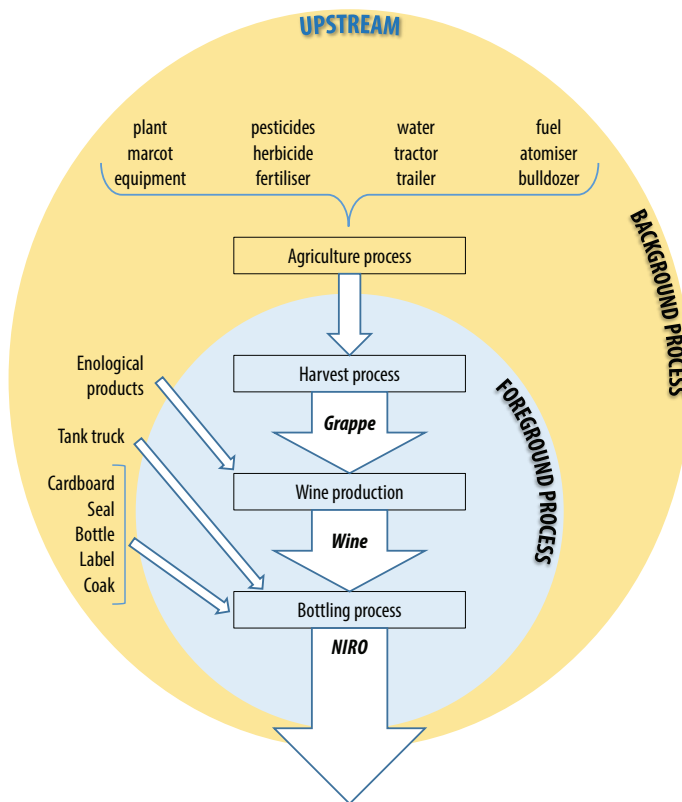 UPSTREAM
plant
marcot
equipment
pesticides
herbicide
fertiliser
water
tractor
trailer
fuel
atomiser
bulldozer
BACKGROUND PROCESS
Agriculture process
FOREGROUND PROCESS
Harvest process
Enological
products
Grappe
Tank truck
Wine production
Cardboard
Seal
Bottle
Label
Coak
Wine
Bottling process
NIRO